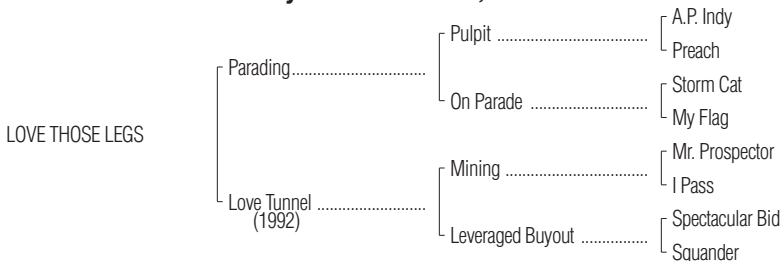 A.P. Indy
Pulpit ....................................
Preach
Parading................................
Storm Cat
On Parade ............................
My Flag
LOVE THOSE LEGS
Mr. Prospector
Mining ..................................
I Pass
Love Tunnel ..........................
(1992)
Spectacular Bid
Leveraged Buyout ................
Squander